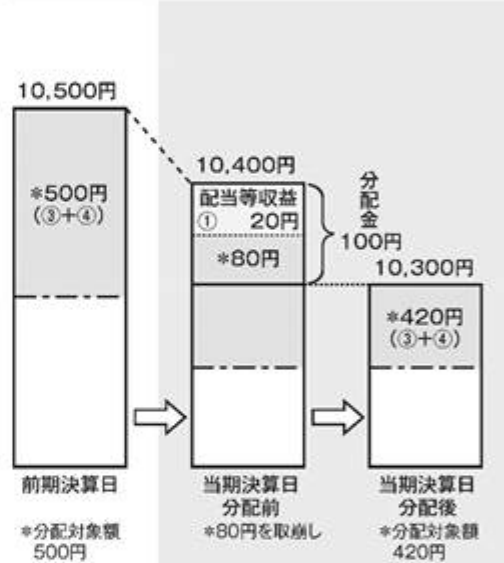 10,500円
*500円
(③+④)
前期決算日
*分配対象額
500円
10,400円
配当等収益
① 20円
*80円
分配金
100円
当期決算日
分配前
*80円を取崩し
10,300円
*420円
(③+④)
当期決算日
分配後
*分配対象額
420円